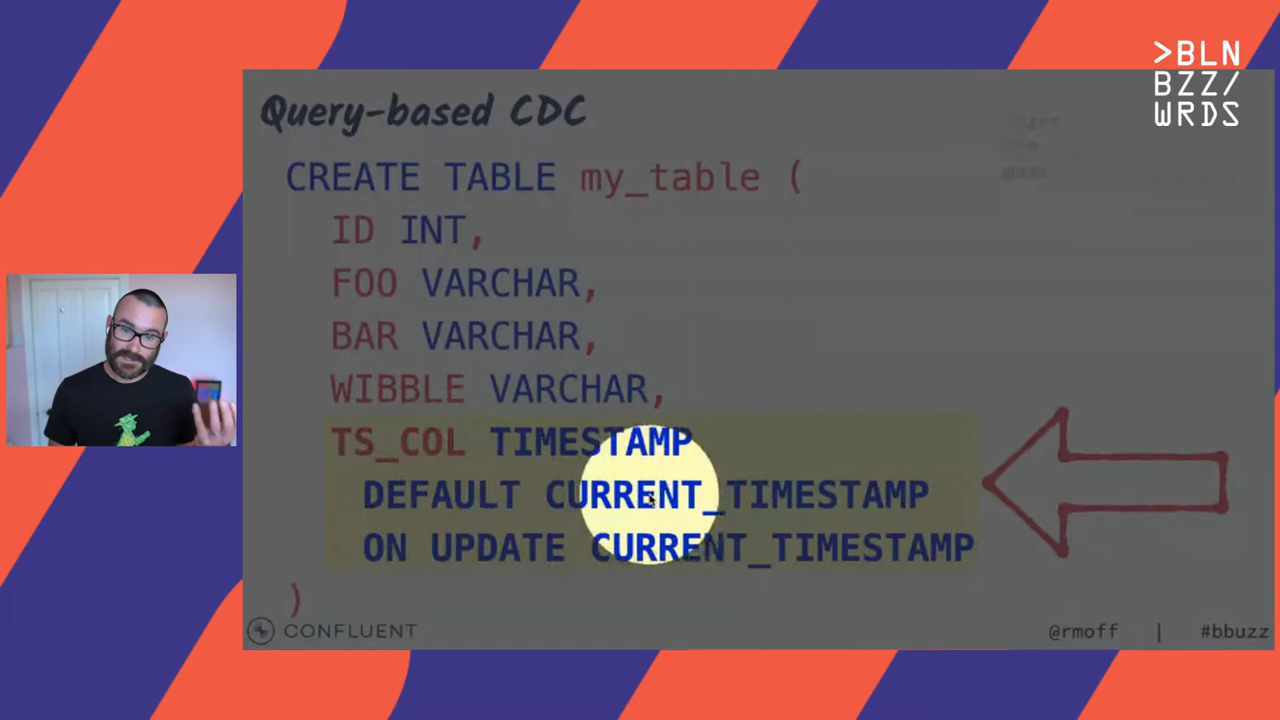 >BLN
BZZ/
WRDS
Query-based CDC
CREATE TABLE my_table (
ID INT,
FOO VARCHAR,
BAR VARCHAR,
WIBBLE VARCHAR,
TS_COL TIMESTAMP
DEFAULT CURRENT_TIMESTAMP
ON UPDATE CURRENT_TIMESTAMP
)
CONFLUENT
@rmoff | #bbuzz